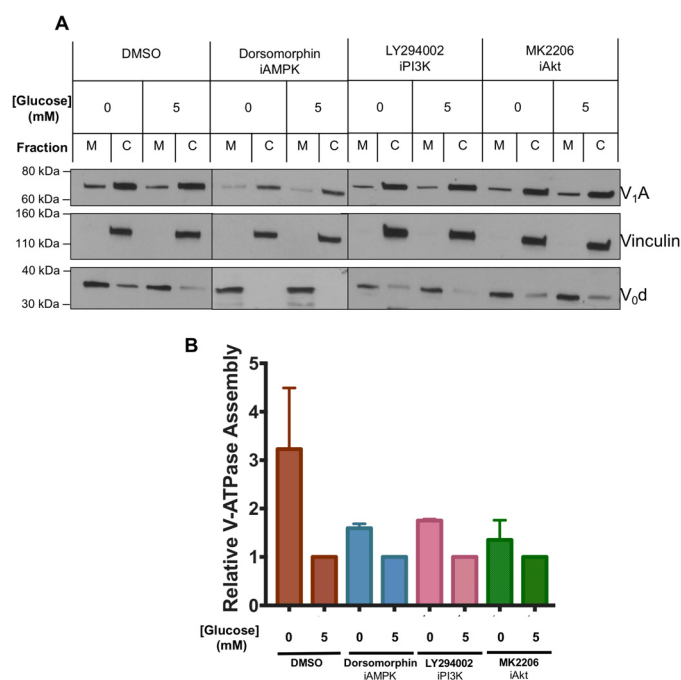 A
DMSO
Dorsomorphin
iAMPK
LY294002
iPI3K
MK2206
iAkt
[Glucose]
(mM)
0 5 0 5 0 5 0 5
Fraction M C M C M C M C M C M C M C M C
80 kDa
60 kDa
V₁A
160 kDa
110 kDa
Vinculin
40 kDa
30 kDa
V₀d
B
Relative V-ATPase Assembly
5
4
3
2
1
0
[Glucose]
(mM)
0 5 0 5 0 5 0 5
DMSO
Dorsomorphin
iAMPK
LY294002
iPI3K
MK2206
iAkt